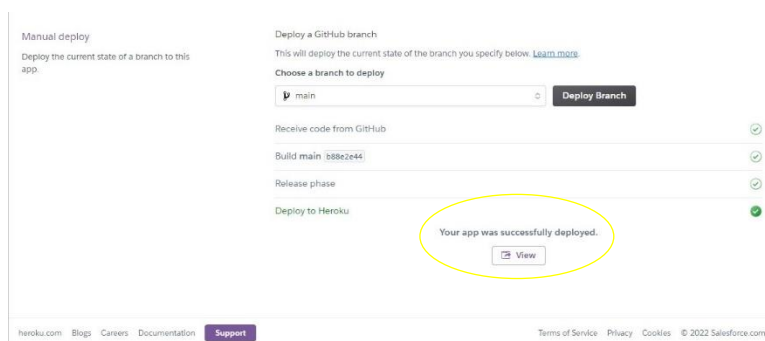 Manual deploy
Deploy the current state of a branch to this
app.
Deploy a GitHub branch
This will deploy the current state of the branch you specify below. Learn more.
Choose a branch to deploy
main
Deploy Branch
Receive code from GitHub
Build main b88e2e44
Release phase
Deploy to Heroku
Your app was successfully deployed.
View
heroku.com Blogs Careers Documentation Support
Terms of Service Privacy Cookies © 2022 Salesforce.com